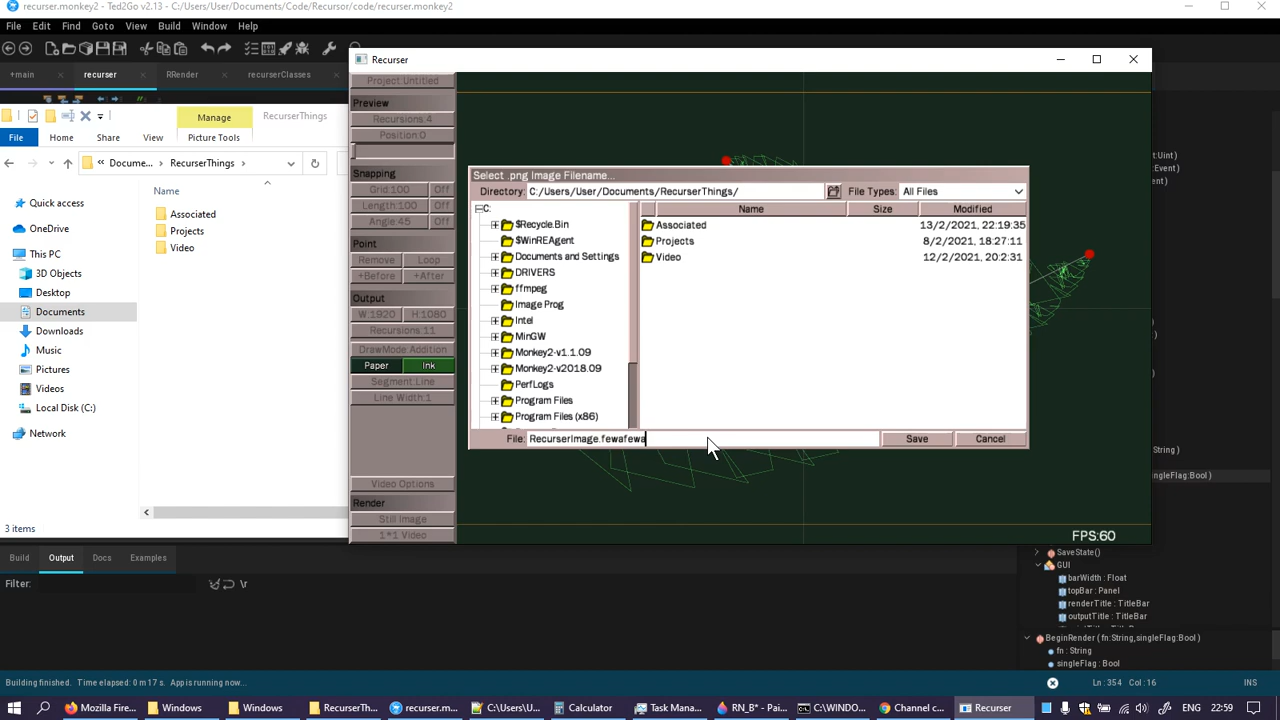 recurser.monkey2 - Ted2Go v2.13 - C:/Users/User/Documents/Code/Recursor/code/recurser.monkey2
File Edit Find Goto View Build Window Help
+main recurser RRender recurserClasses
Manage RecurserThings
File Home Share View Picture Tools
« Docume... RecurserThings
Name
Quick access
OneDrive
This PC
3D Objects
Desktop
Documents
Downloads
Music
Pictures
Videos
Local Disk (C:)
Network
Associated
Projects
Video
3 items
Recurser
Project:Untitled
Preview
Recursions:4
Position:0
Snapping
Grid:100 Off
Length:100 Off
Angle:45 Off
Point
Remove Loop
+Before +After
Output
W:1920 H:1080
Recursions:11
DrawMode:Addition
Paper Ink
Segment:Line
Line Width:1
Video Options
Render
Still Image
1*1 Video
Select .png Image Filename...
Directory: C:/Users/User/Documents/RecurserThings/ File Types: All Files
C:
$Recycle.Bin
$WinREAgent
Documents and Settings
DRIVERS
ffmpeg
Image Prog
Intel
MinGW
Monkey2-v1.1.09
Monkey2-v2018.09
PerfLogs
Program Files
Program Files (x86)
Name Size Modified
Associated 13/2/2021, 22:19:35
Projects 8/2/2021, 18:27:11
Video 12/2/2021, 20:2:31
File: RecurserImage.fewafewa Save Cancel
FPS:60
:Uint )
Event )
)
)
String )
singleFlag:Bool )
SaveState()
GUI
barWidth : Float
topBar : Panel
renderTitle : TitleBar
outputTitle : TitleBar
BeginRender ( fn:String,singleFlag:Bool )
fn : String
singleFlag : Bool
Build Output Docs Examples
Filter: \r
Building finished. Time elapsed: 0 m 17 s. App is running now... Ln : 354 Col : 16 INS
Mozilla Fire... Windows Windows RecurserTh... recurser.mo... C:\Users\U... Calculator Task Mana... RN_B* - Pai... C:\WINDO... Channel c... Recurser 22:59